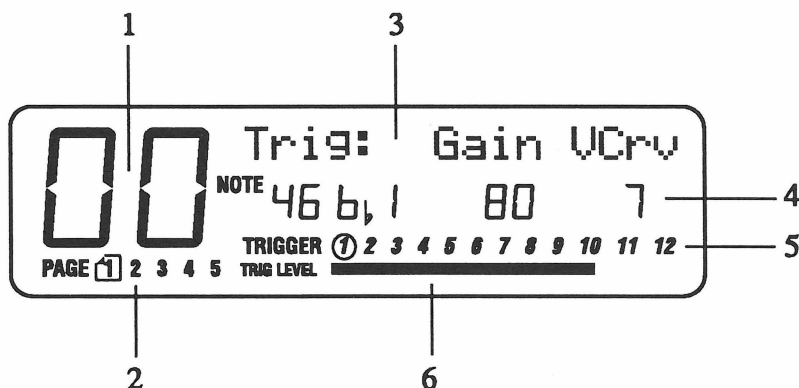 1 3
00 Trig: Gain VCrv
NOTE 46 b♭1 80 7 4
TRIGGER 1 2 3 4 5 6 7 8 9 10 11 12 5
PAGE 1 2 3 4 5 TRIG LEVEL
2 6